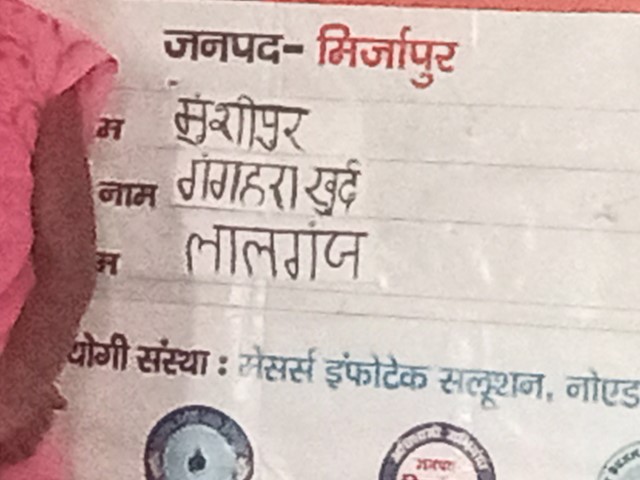 जनपद- मिर्जापुर
म मुंशीपुर
नाम गंगहरा खुर्द
म लालगंज
योगी संस्था : मेसर्स इंफोटेक सलूशन, नोएड